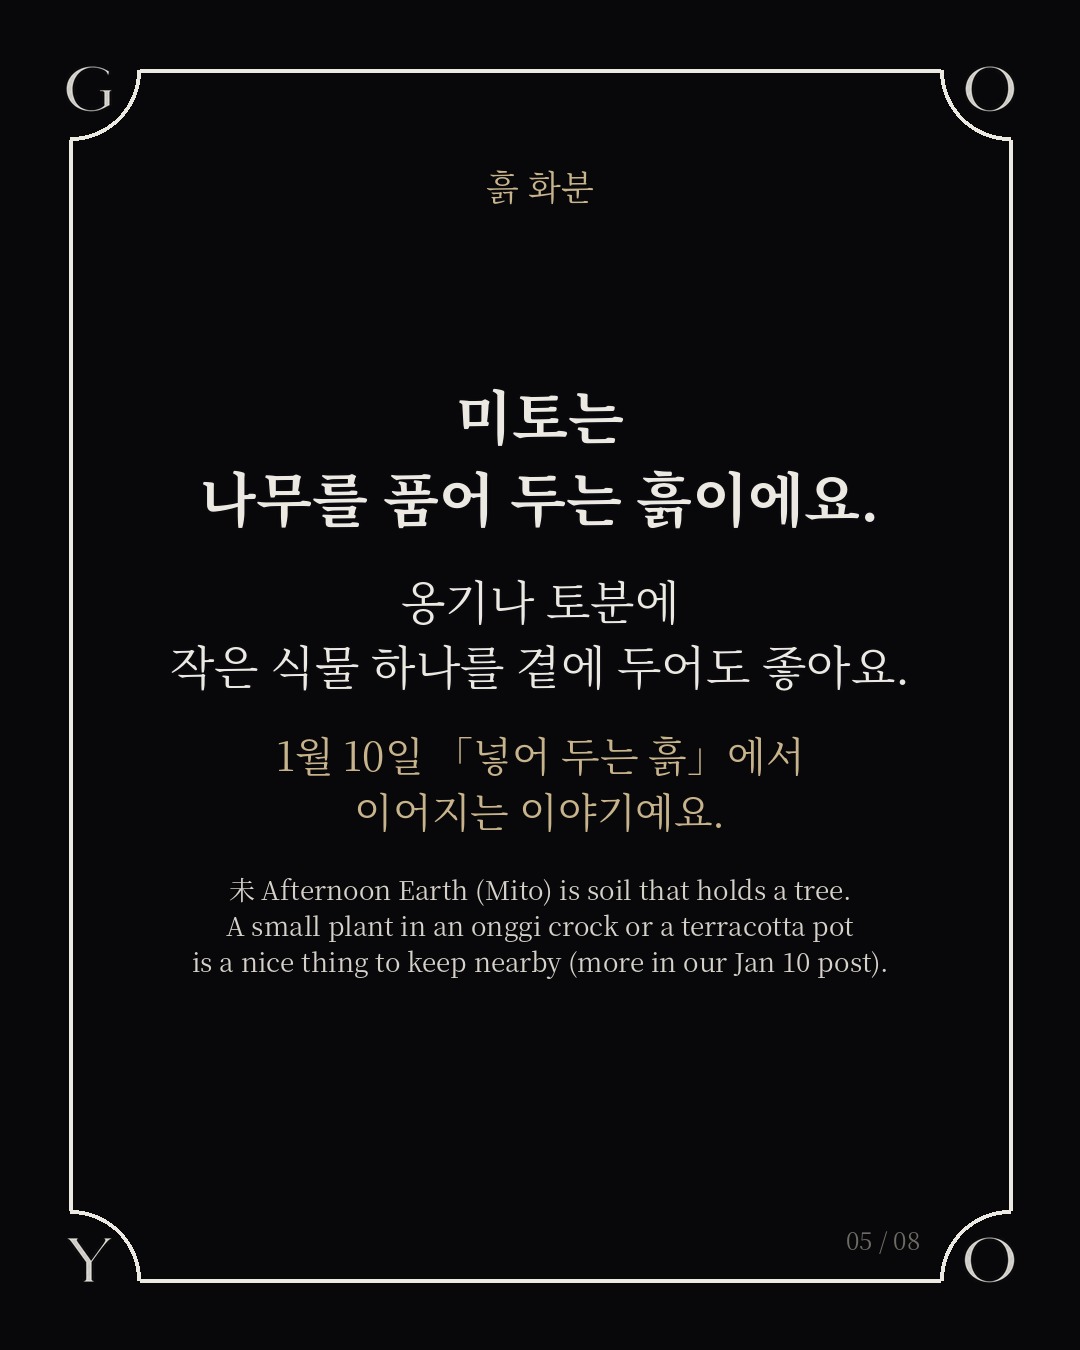 G
O
흙 화분
미토는
나무를 품어 두는 흙이에요.
옹기나 토분에
작은 식물 하나를 곁에 두어도 좋아요.
1월 10일 「넣어 두는 흙」에서
이어지는 이야기예요.
未 Afternoon Earth (Mito) is soil that holds a tree.
A small plant in an onggi crock or a terracotta pot
is a nice thing to keep nearby (more in our Jan 10 post).
05 / 08
Y
O